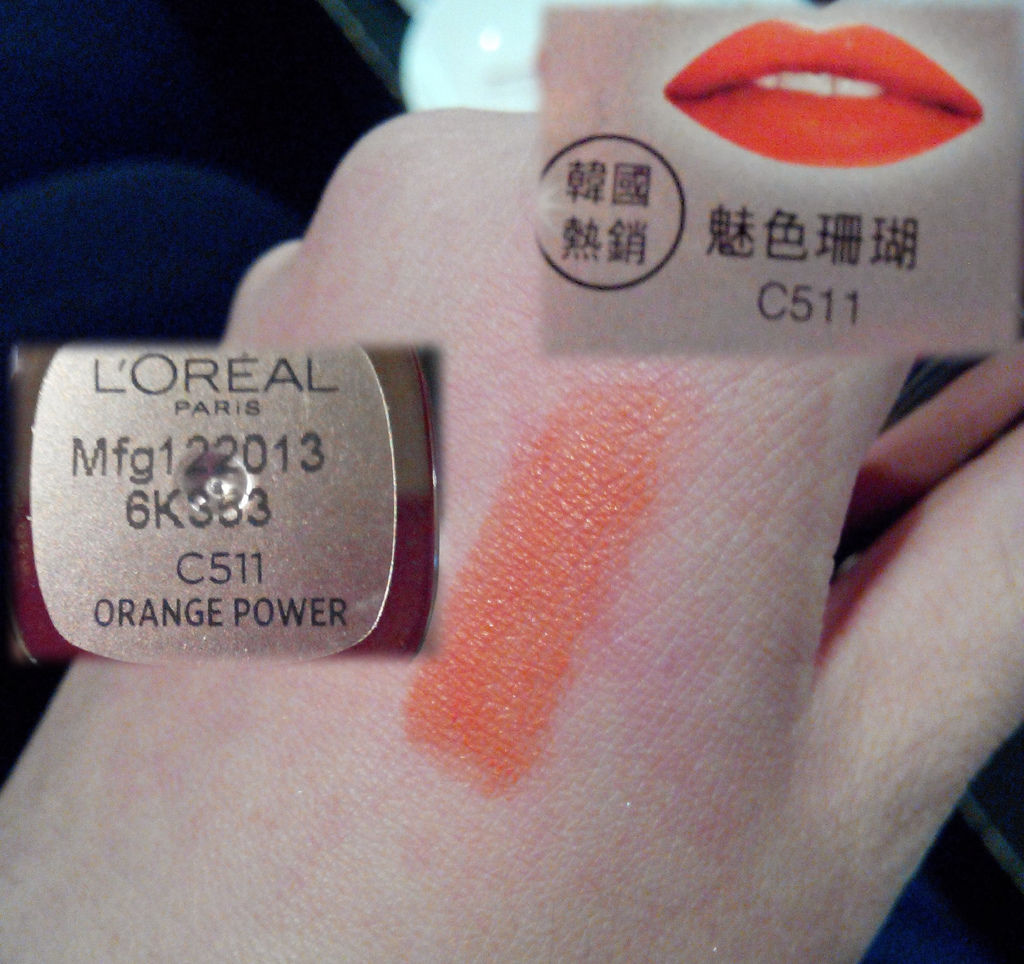 韓國
熱銷
魅色珊瑚
C511
L'ORÉAL
PARIS
Mfg122013
6K353
C511
ORANGE POWER